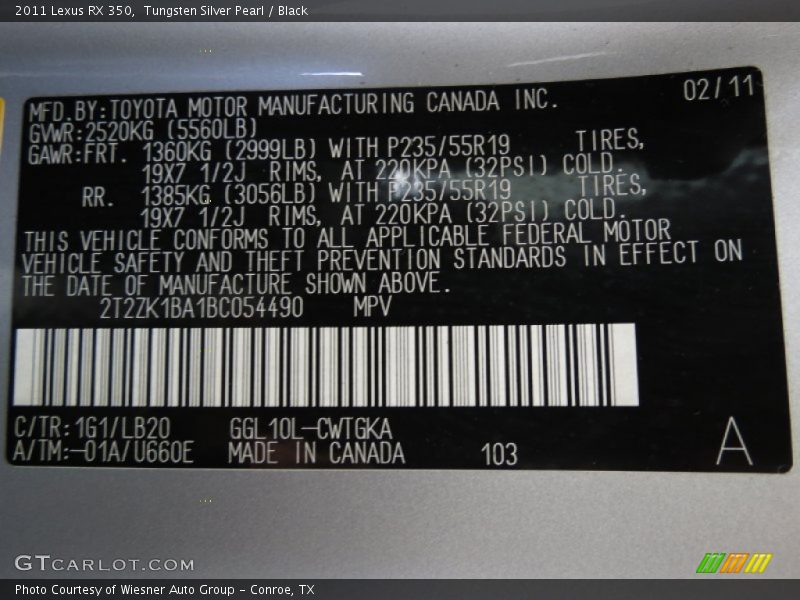 2011 Lexus RX 350,  Tungsten Silver Pearl / Black
02/11
MFD.BY:TOYOTA MOTOR MANUFACTURING CANADA INC.
GVWR:2520KG (5560LB)
GAWR:FRT. 1360KG (2999LB) WITH P235/55R19 TIRES,
19X7 1/2J RIMS, AT 220KPA (32PSI) COLD.
RR. 1385KG (3056LB) WITH P235/55R19 TIRES,
19X7 1/2J RIMS, AT 220KPA (32PSI) COLD.
THIS VEHICLE CONFORMS TO ALL APPLICABLE FEDERAL MOTOR
VEHICLE SAFETY AND THEFT PREVENTION STANDARDS IN EFFECT ON
THE DATE OF MANUFACTURE SHOWN ABOVE.
2T2ZK1BA1BC054490 MPV
C/TR:1G1/LB20 GGL10L-CWTGKA
A/TM:-01A/U660E MADE IN CANADA 103 A
GTCARLOT.COM
Photo Courtesy of Wiesner Auto Group - Conroe, TX